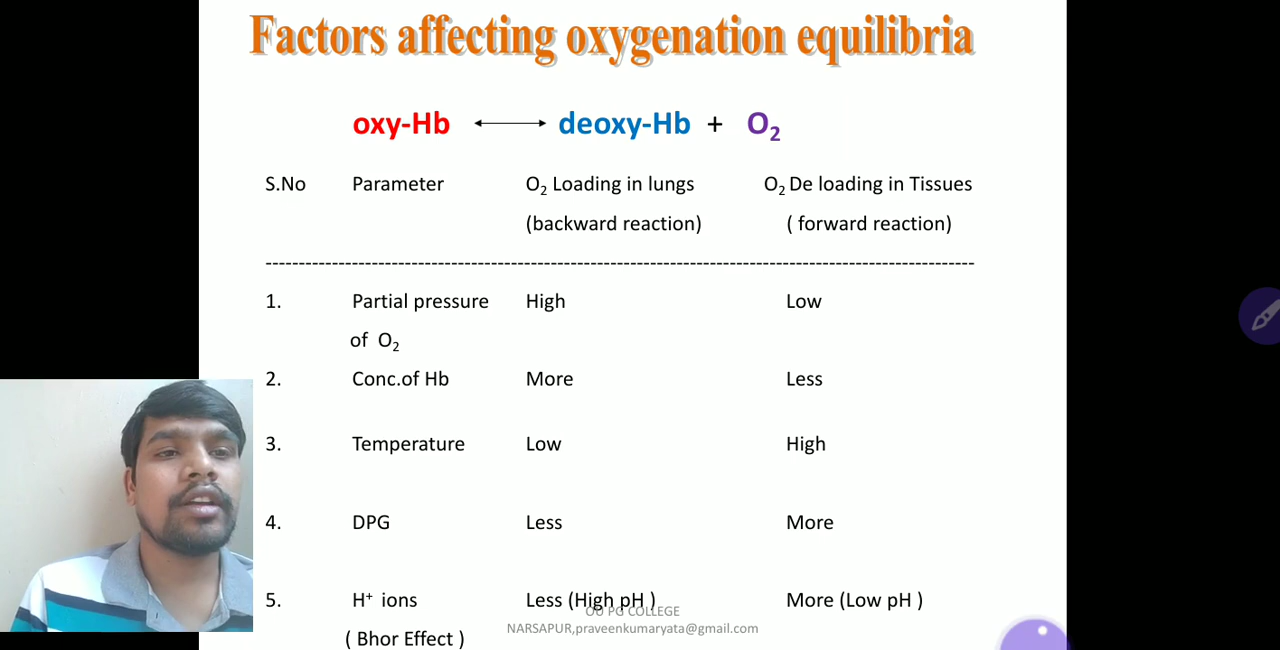 Factors affecting oxygenation equilibria
oxy-Hb ⟷ deoxy-Hb + O₂
S.No Parameter O₂ Loading in lungs O₂ De loading in Tissues
(backward reaction) ( forward reaction)
--------------------------------------------------------------------------------------------------------------
1. Partial pressure High Low
of O₂
2. Conc.of Hb More Less
3. Temperature Low High
4. DPG Less More
5. H⁺ ions Less (High pH ) More (Low pH )
OU PG COLLEGE
NARSAPUR,praveenkumaryata@gmail.com
( Bhor Effect )